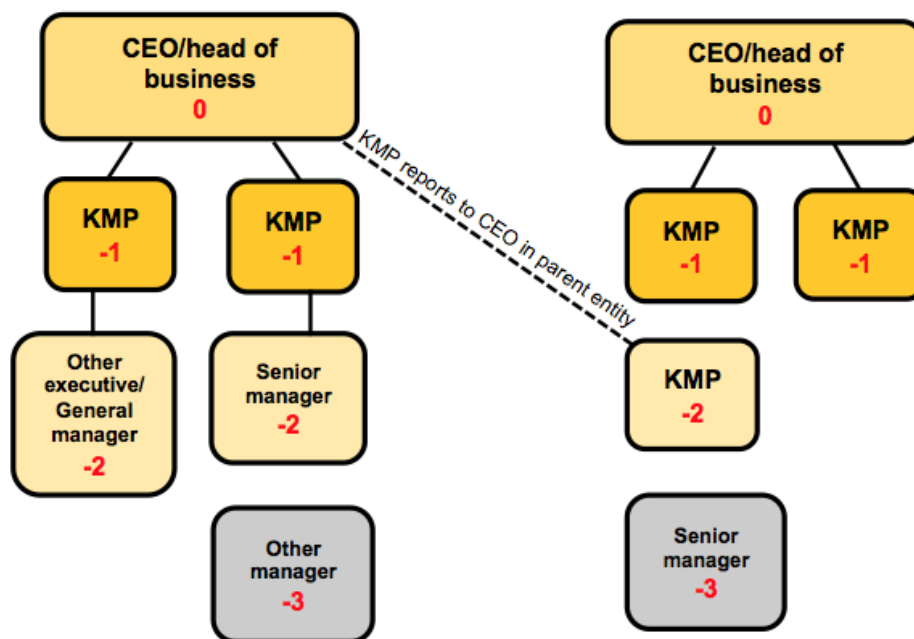 CEO/head of
business
0
CEO/head of
business
0
KMP reports to CEO in parent entity
KMP
-1
KMP
-1
KMP
-1
KMP
-1
Other
executive/
General
manager
-2
Senior
manager
-2
KMP
-2
Other
manager
-3
Senior
manager
-3